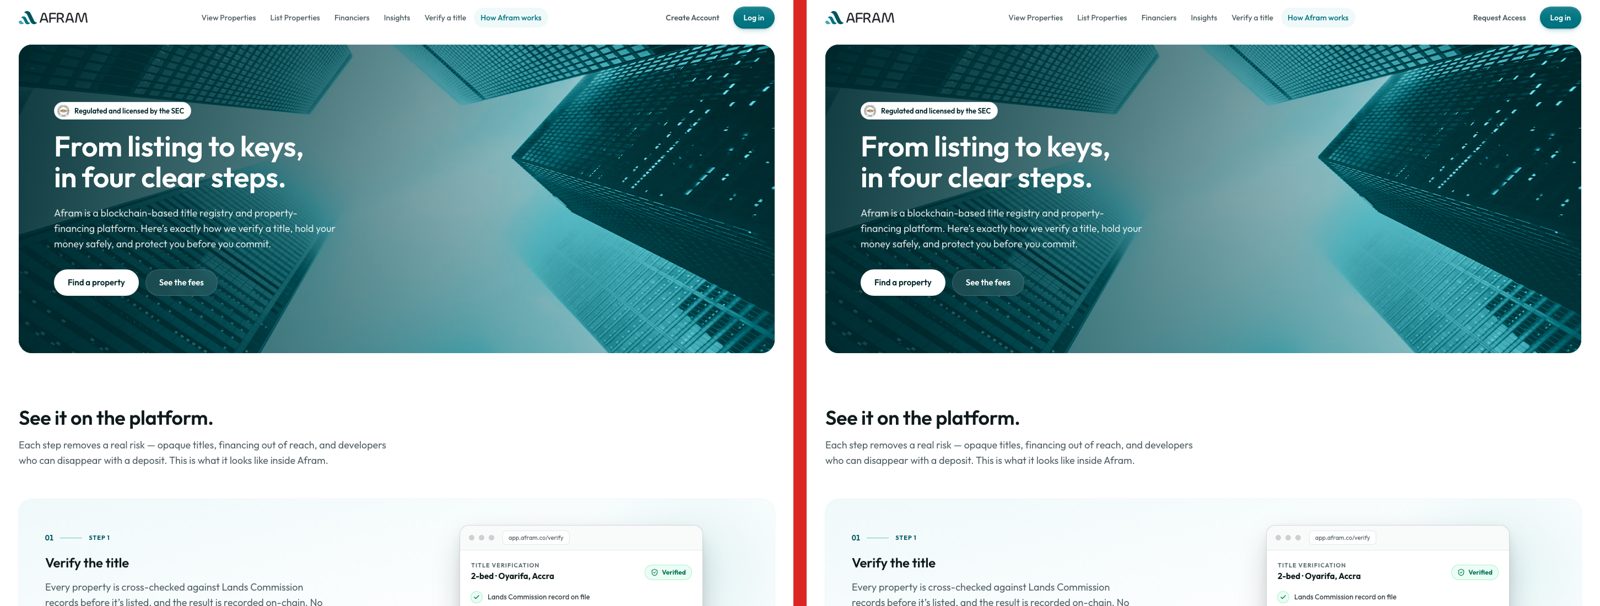 AFRAM View Properties List Properties Financiers Insights Verify a title How Afram works Create Account Log in
Regulated and licensed by the SEC
From listing to keys,
in four clear steps.
Afram is a blockchain-based title registry and property-
financing platform. Here's exactly how we verify a title, hold your
money safely, and protect you before you commit.
Find a property See the fees
See it on the platform.
Each step removes a real risk — opaque titles, financing out of reach, and developers
who can disappear with a deposit. This is what it looks like inside Afram.
01 STEP 1
Verify the title
Every property is cross-checked against Lands Commission
records before it's listed, and the result is recorded on-chain. No
app.afram.co/verify
TITLE VERIFICATION
2-bed · Oyarifa, Accra
Verified
Lands Commission record on file
AFRAM View Properties List Properties Financiers Insights Verify a title How Afram works Request Access Log in
Regulated and licensed by the SEC
From listing to keys,
in four clear steps.
Afram is a blockchain-based title registry and property-
financing platform. Here's exactly how we verify a title, hold your
money safely, and protect you before you commit.
Find a property See the fees
See it on the platform.
Each step removes a real risk — opaque titles, financing out of reach, and developers
who can disappear with a deposit. This is what it looks like inside Afram.
01 STEP 1
Verify the title
Every property is cross-checked against Lands Commission
records before it's listed, and the result is recorded on-chain. No
app.afram.co/verify
TITLE VERIFICATION
2-bed · Oyarifa, Accra
Verified
Lands Commission record on file